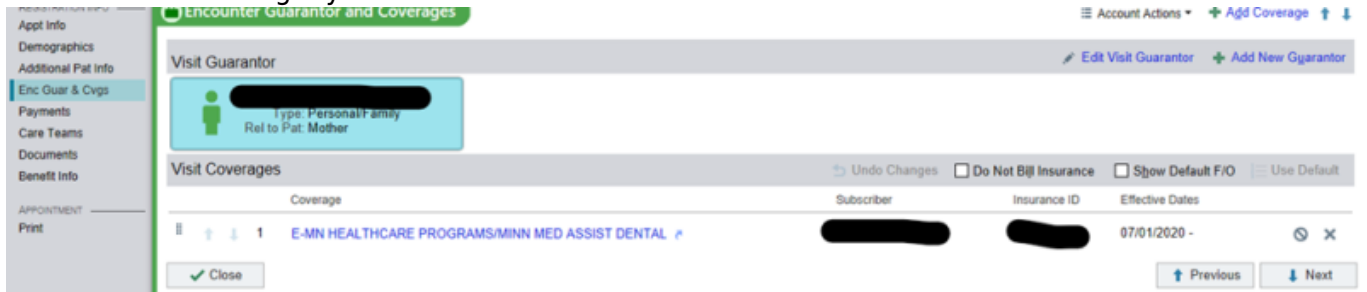 Encounter Guarantor and Coverages
Account Actions
Add Coverage
Appt Info
Demographics
Additional Pat Info
Enc Guar & Cvgs
Payments
Care Teams
Documents
Benefit Info
APPOINTMENT
Print
Visit Guarantor
Edit Visit Guarantor
Add New Guarantor
Type: Personal/Family
Rel to Pat: Mother
Visit Coverages
Undo Changes
Do Not Bill Insurance
Show Default F/O
Use Default
Coverage
Subscriber
Insurance ID
Effective Dates
1
E-MN HEALTHCARE PROGRAMS/MINN MED ASSIST DENTAL
07/01/2020 -
Close
Previous
Next